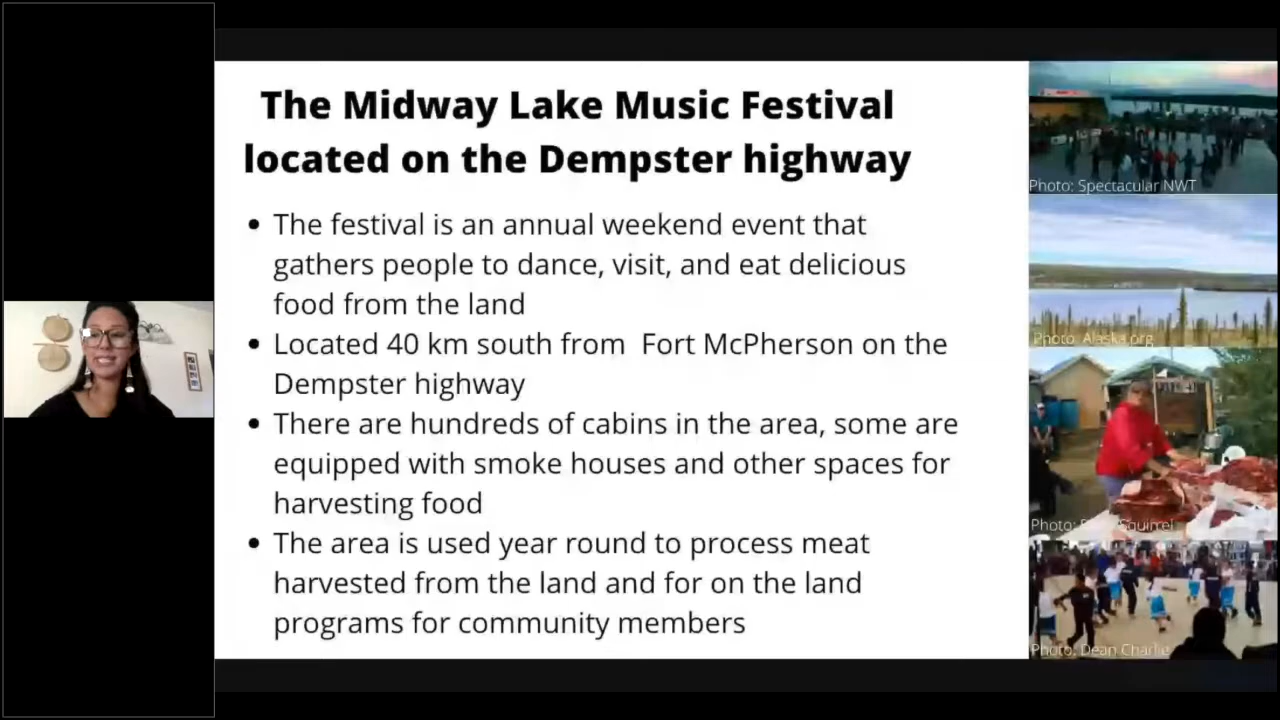 The Midway Lake Music Festival
located on the Dempster highway
• The festival is an annual weekend event that
gathers people to dance, visit, and eat delicious
food from the land
• Located 40 km south from  Fort McPherson on the
Dempster highway
• There are hundreds of cabins in the area, some are
equipped with smoke houses and other spaces for
harvesting food
• The area is used year round to process meat
harvested from the land and for on the land
programs for community members
Photo: Spectacular NWT
Photo: Alaska.org
Photo: Squirrel
Photo: Dean Charlie